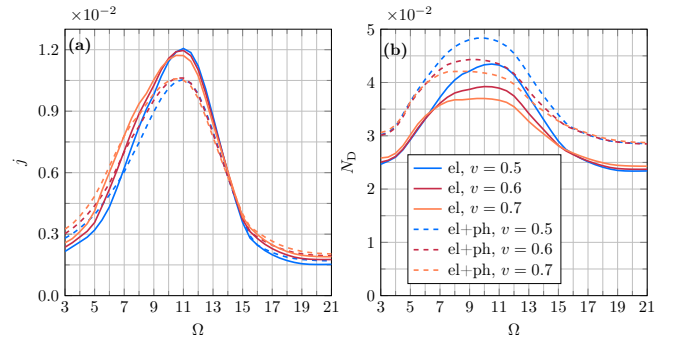 ×10⁻²
(a)
1.2
0.9
0.6
0.3
0.0
j
3 5 7 9 11 13 15 17 19 21
Ω
×10⁻²
(b)
5
4
3
2
1
0
N_D
el, v = 0.5
el, v = 0.6
el, v = 0.7
el+ph, v = 0.5
el+ph, v = 0.6
el+ph, v = 0.7
3 5 7 9 11 13 15 17 19 21
Ω